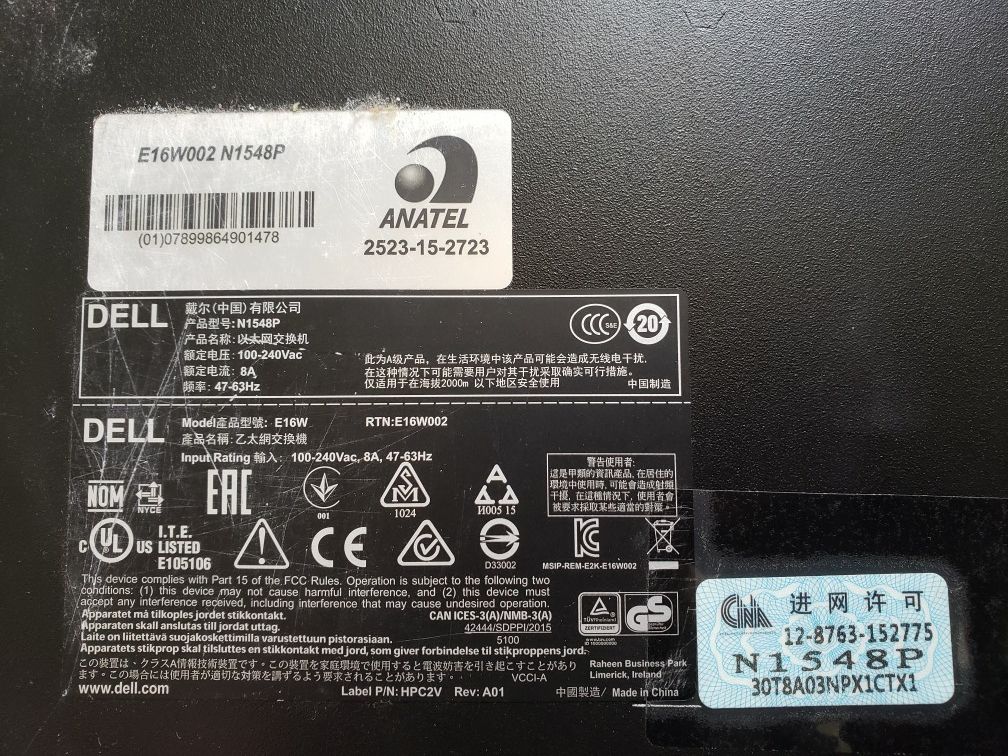 E16W002 N1548P
(01)07899864901478
ANATEL
2523-15-2723
DELL
戴尔(中国)有限公司
产品型号: N1548P
产品名称: 以太网交换机
额定电压: 100-240Vac
额定电流: 8A
频率: 47-63Hz
CCC S&E
20
此为A级产品，在生活环境中该产品可能会造成无线电干扰.
在这种情况下可能需要用户对其干扰采取确实可行措施。
仅适用于在海拔2000m 以下地区安全使用
中国制造
DELL
Model產品型號: E16W
RTN:E16W002
產品名稱: 乙太網交換機
Input Rating 輸入: 100-240Vac, 8A, 47-63Hz
警告使用者:
這是甲類的資訊產品, 在居住的
環境中使用時, 可能會造成射頻
干擾, 在這種情況下, 使用者會
被要求採取某些適當的對策。
NOM
NYCE
EAC
001
1024
И005 15
C UL US
I.T.E.
LISTED
E105106
CE
D33002
MSIP-REM-E2K-E16W002
This device complies with Part 15 of the FCC Rules. Operation is subject to the following two
conditions: (1) this device may not cause harmful interference, and (2) this device must
accept any interference received, including interference that may cause undesired operation.
Apparatet må tilkoples jordet stikkontakt.
CAN ICES-3(A)/NMB-3(A)
Apparaten skall anslutas till jordat uttag.
42444/SDPPI/2015
Laite on liitettävä suojakoskettimilla varustettuun pistorasiaan.
5100
Apparatets stikprop skal tilsluttes en stikkontakt med jord, som giver forbindelse til stikproppens jord.
TÜVRheinland
ZERTIFIZIERT
GS
www.tuv.com
この装置は、クラスA情報技術装置です。この装置を家庭環境で使用すると電波妨害を引き起こすことがあり
ます。この場合には使用者が適切な対策を講ずるよう要求されることがあります。
VCCI-A
Raheen Business Park
Limerick, Ireland
www.dell.com
Label P/N: HPC2V
Rev: A01
中國製造／ Made in China
CNA
进网许可
12-8763-152775
N1548P
30T8A03NPX1CTX1